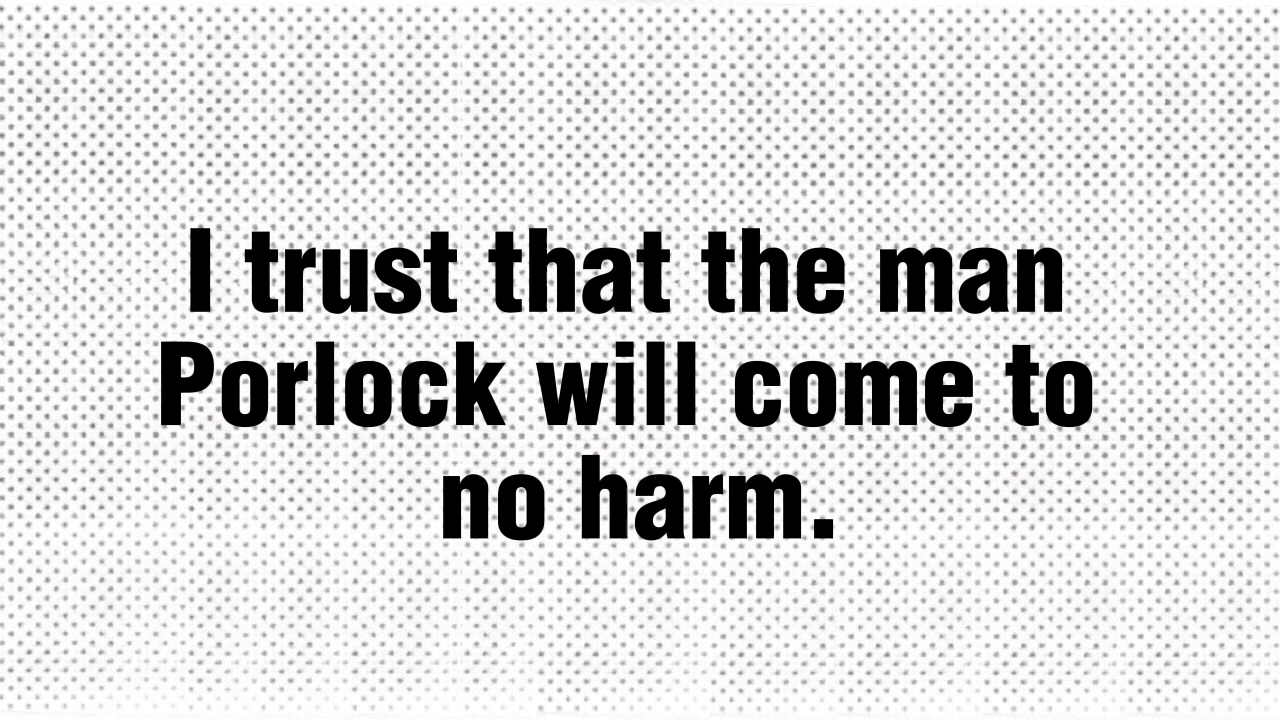 I trust that the man
Porlock will come to
no harm.